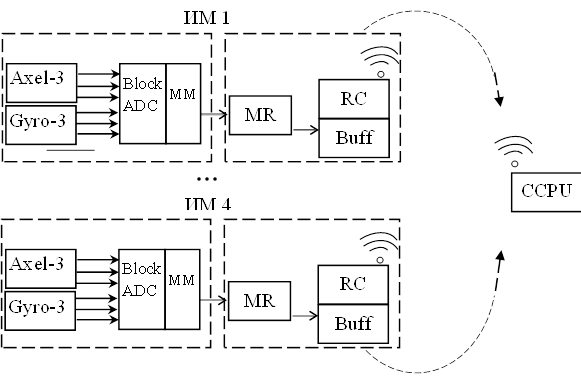 IIM 1
Axel-3
Gyro-3
Block
ADC
MM
MR
RC
Buff
CCPU
...
IIM 4
Axel-3
Gyro-3
Block
ADC
MM
MR
RC
Buff